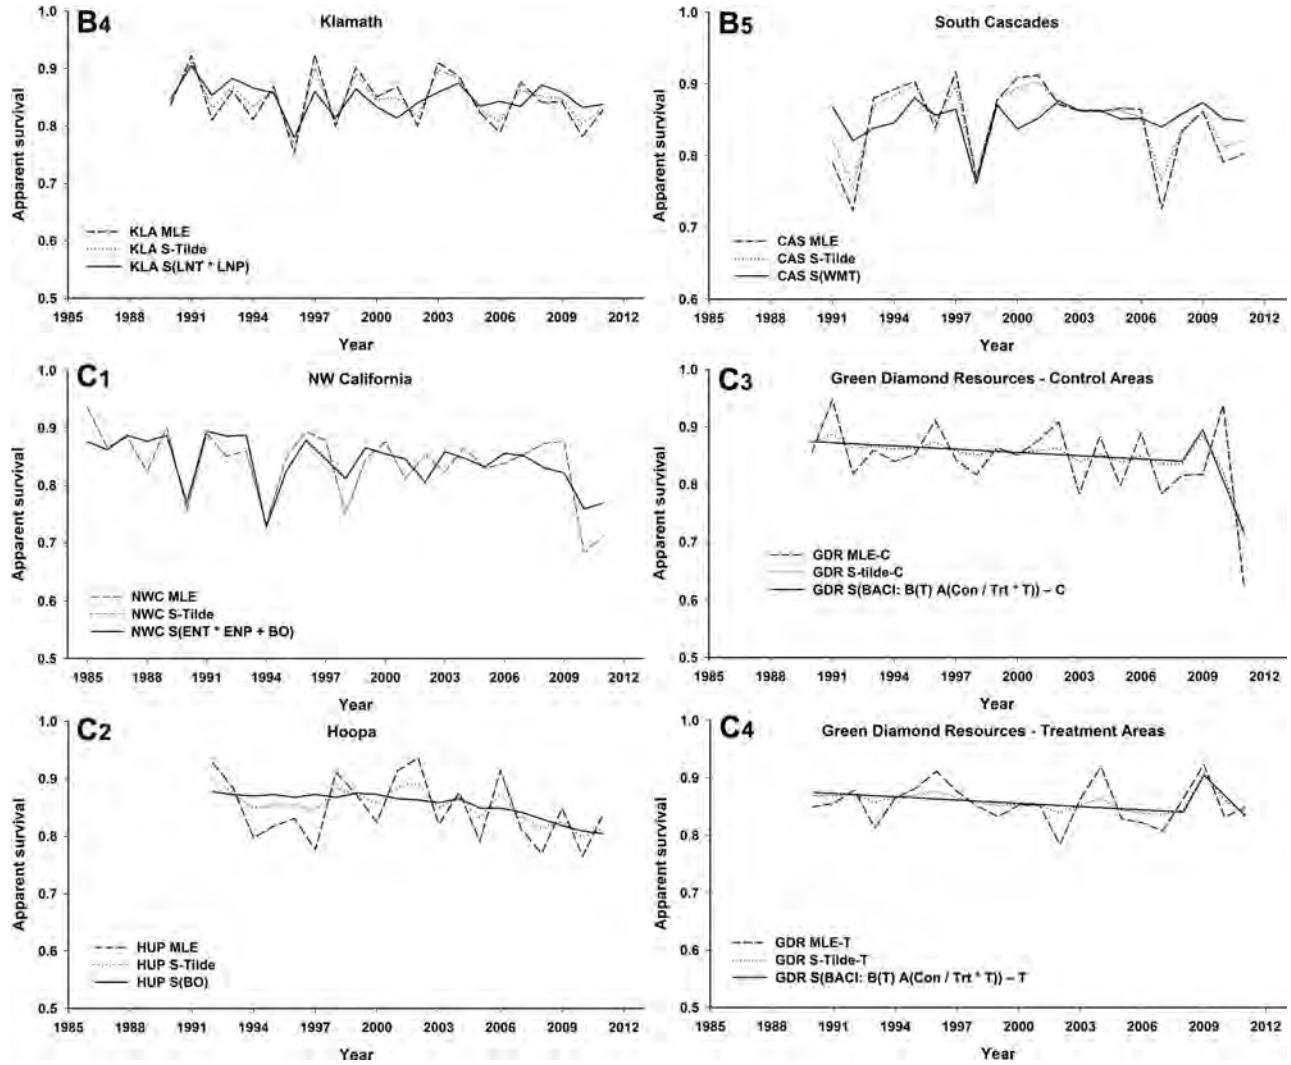 B4
Klamath
Apparent survival
1.0
0.9
0.8
0.7
0.6
0.5
KLA MLE
KLA S-Tilde
KLA S(LNT * LNP)
1985 1988 1991 1994 1997 2000 2003 2006 2009 2012
Year
B5
South Cascades
Apparent survival
1.0
0.9
0.8
0.7
0.6
CAS MLE
CAS S-Tilde
CAS S(WMT)
1985 1988 1991 1994 1997 2000 2003 2006 2009 2012
Year
C1
NW California
Apparent survival
1.0
0.9
0.8
0.7
0.6
0.5
NWC MLE
NWC S-Tilde
NWC S(ENT * ENP + BO)
1985 1988 1991 1994 1997 2000 2003 2006 2009 2012
Year
C3
Green Diamond Resources - Control Areas
Apparent survival
1.0
0.9
0.8
0.7
0.6
0.5
GDR MLE-C
GDR S-tilde-C
GDR S(BACI: B(T) A(Con / Trt * T)) – C
1985 1988 1991 1994 1997 2000 2003 2006 2009 2012
Year
C2
Hoopa
Apparent survival
1.0
0.9
0.8
0.7
0.6
0.5
HUP MLE
HUP S-Tilde
HUP S(BO)
1985 1988 1991 1994 1997 2000 2003 2006 2009 2012
Year
C4
Green Diamond Resources - Treatment Areas
Apparent survival
1.0
0.9
0.8
0.7
0.6
0.5
GDR MLE-T
GDR S-Tilde-T
GDR S(BACI: B(T) A(Con / Trt * T)) – T
1985 1988 1991 1994 1997 2000 2003 2006 2009 2012
Year